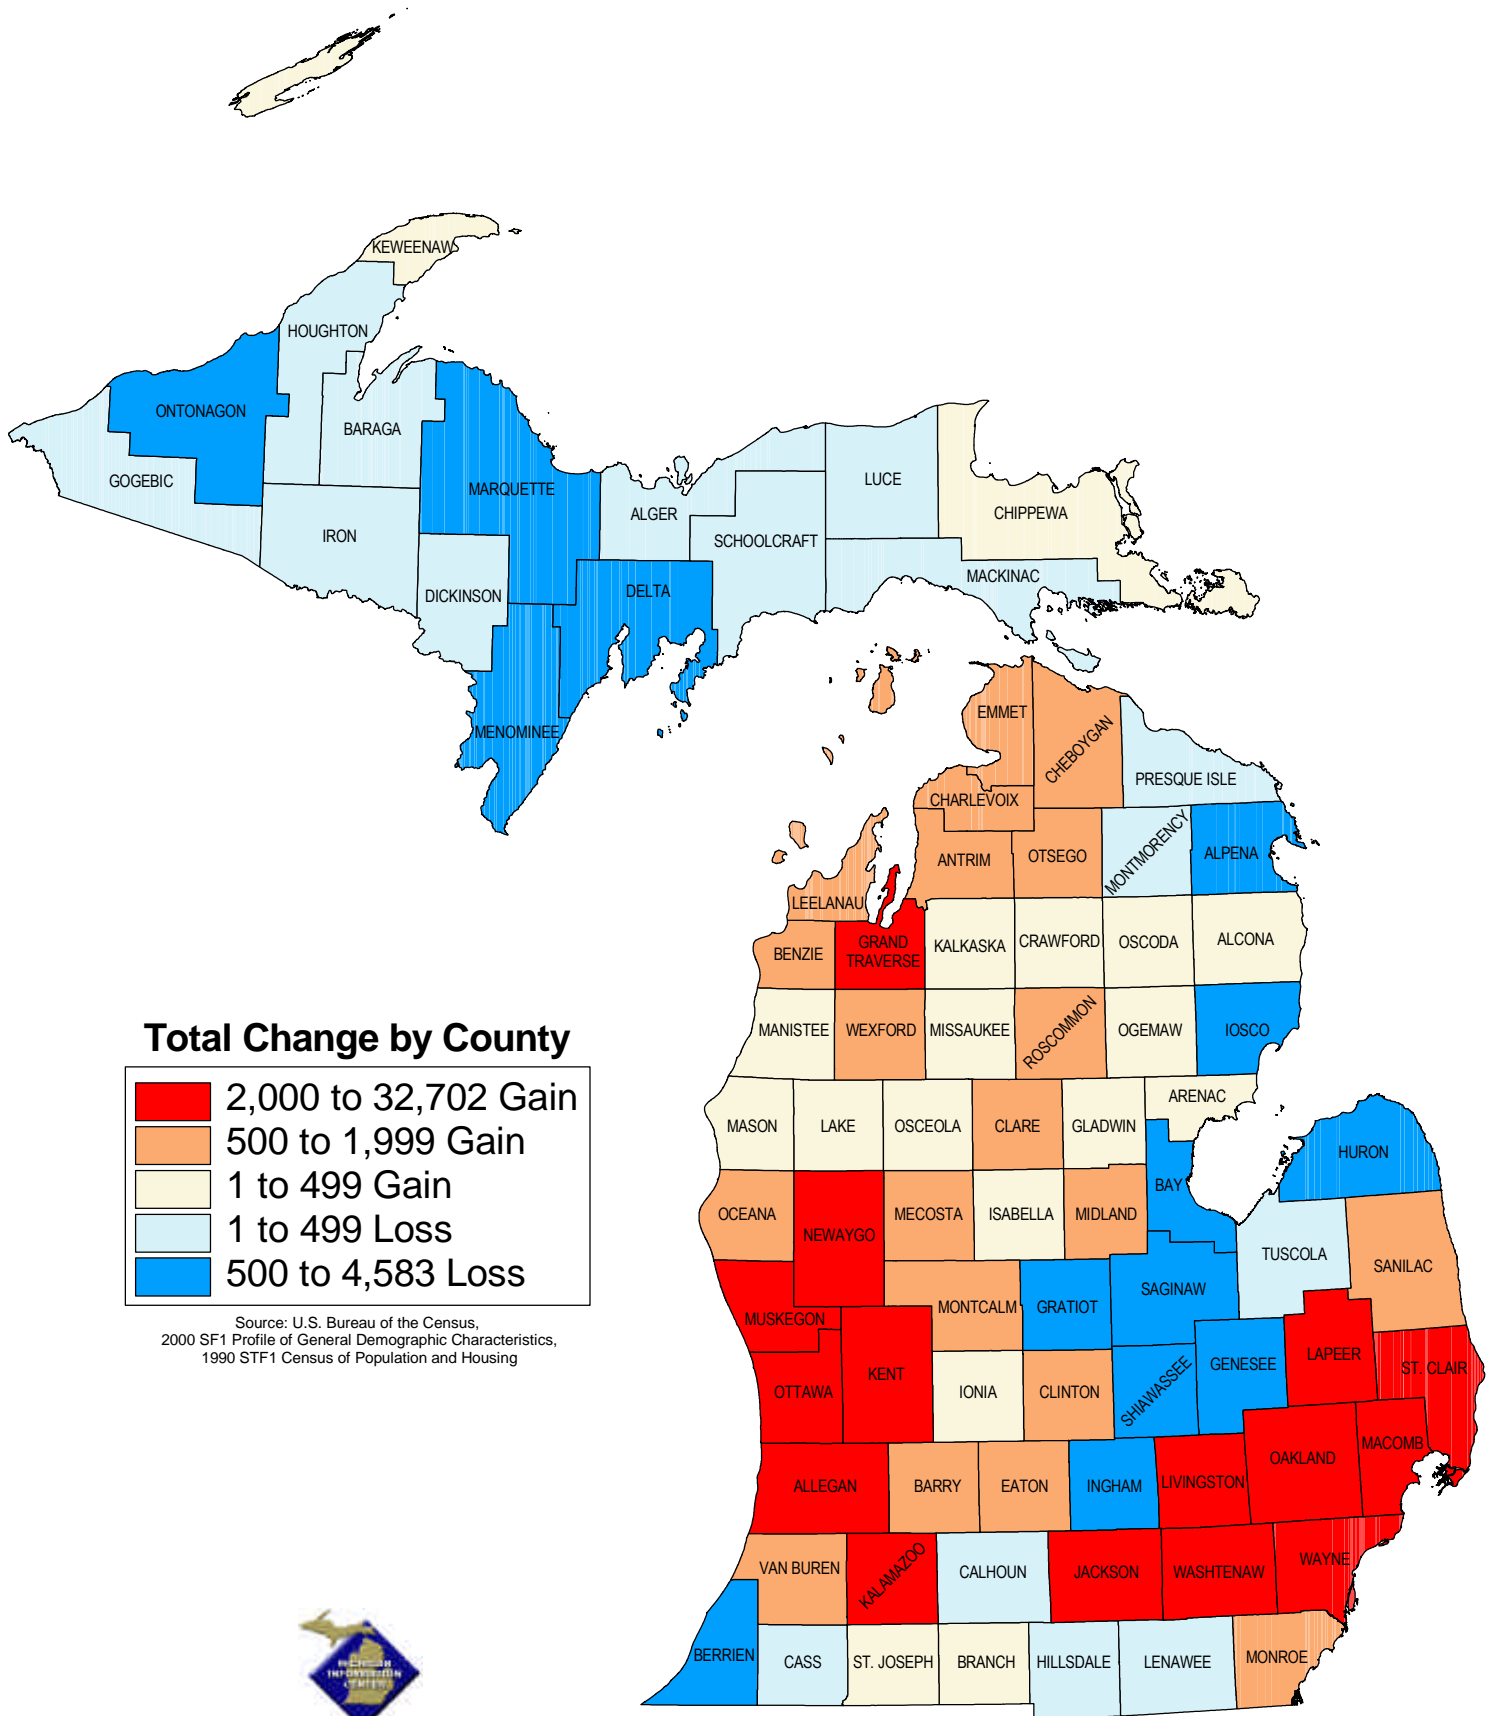 KEWEENAW
HOUGHTON
ONTONAGON
BARAGA
GOGEBIC
MARQUETTE
LUCE
ALGER
CHIPPEWA
IRON
SCHOOLCRAFT
MACKINAC
DICKINSON
DELTA
MENOMINEE
EMMET
CHEBOYGAN
PRESQUE ISLE
CHARLEVOIX
ANTRIM
OTSEGO
MONTMORENCY
ALPENA
LEELANAU
BENZIE
GRAND
TRAVERSE
KALKASKA
CRAWFORD
OSCODA
ALCONA
MANISTEE
WEXFORD
MISSAUKEE
ROSCOMMON
OGEMAW
IOSCO
Total Change by County
2,000 to 32,702 Gain
500 to 1,999 Gain
1 to 499 Gain
1 to 499 Loss
500 to 4,583 Loss
Source: U.S. Bureau of the Census,
2000 SF1 Profile of General Demographic Characteristics,
1990 STF1 Census of Population and Housing
ARENAC
MASON
LAKE
OSCEOLA
CLARE
GLADWIN
HURON
BAY
OCEANA
NEWAYGO
MECOSTA
ISABELLA
MIDLAND
TUSCOLA
SANILAC
MUSKEGON
MONTCALM
GRATIOT
SAGINAW
KENT
OTTAWA
IONIA
CLINTON
SHIAWASSEE
GENESEE
LAPEER
ST. CLAIR
ALLEGAN
BARRY
EATON
INGHAM
LIVINGSTON
OAKLAND
MACOMB
VAN BUREN
KALAMAZOO
CALHOUN
JACKSON
WASHTENAW
WAYNE
BERRIEN
CASS
ST. JOSEPH
BRANCH
HILLSDALE
LENAWEE
MONROE
MICHIGAN
INFORMATION
CENTER